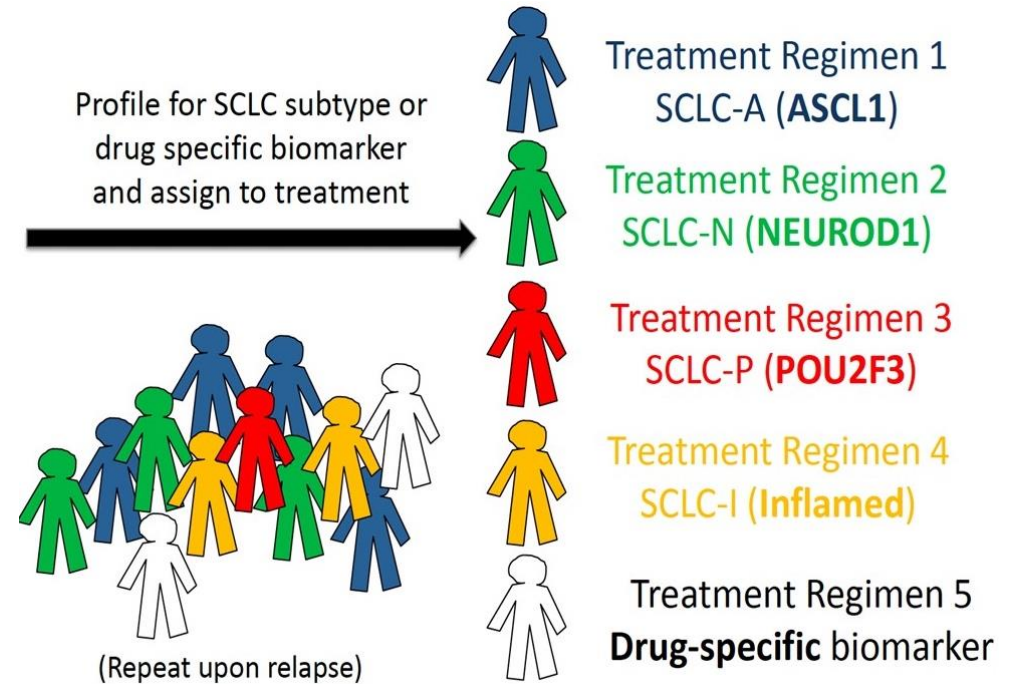 Profile for SCLC subtype or
drug specific biomarker
and assign to treatment
(Repeat upon relapse)
Treatment Regimen 1
SCLC-A (ASCL1)
Treatment Regimen 2
SCLC-N (NEUROD1)
Treatment Regimen 3
SCLC-P (POU2F3)
Treatment Regimen 4
SCLC-I (Inflamed)
Treatment Regimen 5
Drug-specific biomarker